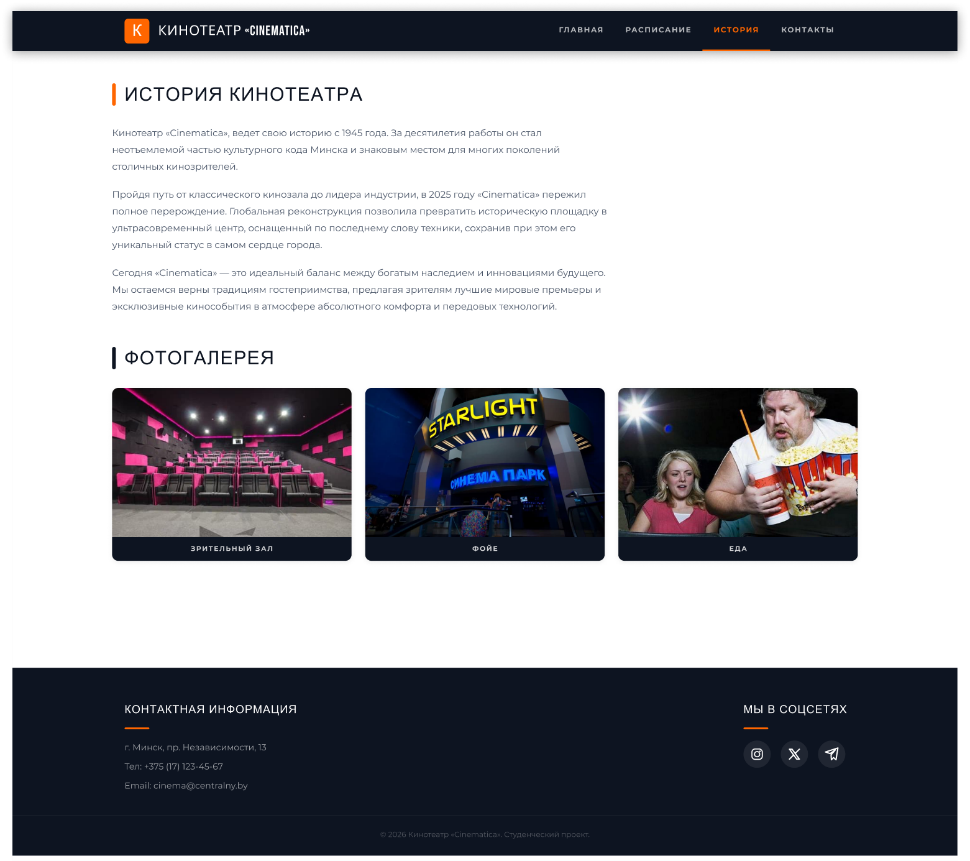 К
КИНОТЕАТР «CINEMATICA»
ГЛАВНАЯ
РАСПИСАНИЕ
ИСТОРИЯ
КОНТАКТЫ
ИСТОРИЯ КИНОТЕАТРА
Кинотеатр «Cinematica», ведет свою историю с 1945 года. За десятилетия работы он стал
неотъемлемой частью культурного кода Минска и знаковым местом для многих поколений
столичных кинозрителей.
Пройдя путь от классического кинозала до лидера индустрии, в 2025 году «Cinematica» пережил
полное перерождение. Глобальная реконструкция позволила превратить историческую площадку в
ультрасовременный центр, оснащенный по последнему слову техники, сохранив при этом его
уникальный статус в самом сердце города.
Сегодня «Cinematica» — это идеальный баланс между богатым наследием и инновациями будущего.
Мы остаемся верны традициям гостеприимства, предлагая зрителям лучшие мировые премьеры и
эксклюзивные кинособытия в атмосфере абсолютного комфорта и передовых технологий.
ФОТОГАЛЕРЕЯ
STARLIGHT
СИНЕМА ПАРК
ЗРИТЕЛЬНЫЙ ЗАЛ
ФОЙЕ
ЕДА
КОНТАКТНАЯ ИНФОРМАЦИЯ
г. Минск, пр. Независимости, 13
Тел: +375 (17) 123-45-67
Email: cinema@centralny.by
МЫ В СОЦСЕТЯХ
© 2026 Кинотеатр «Cinematica». Студенческий проект.